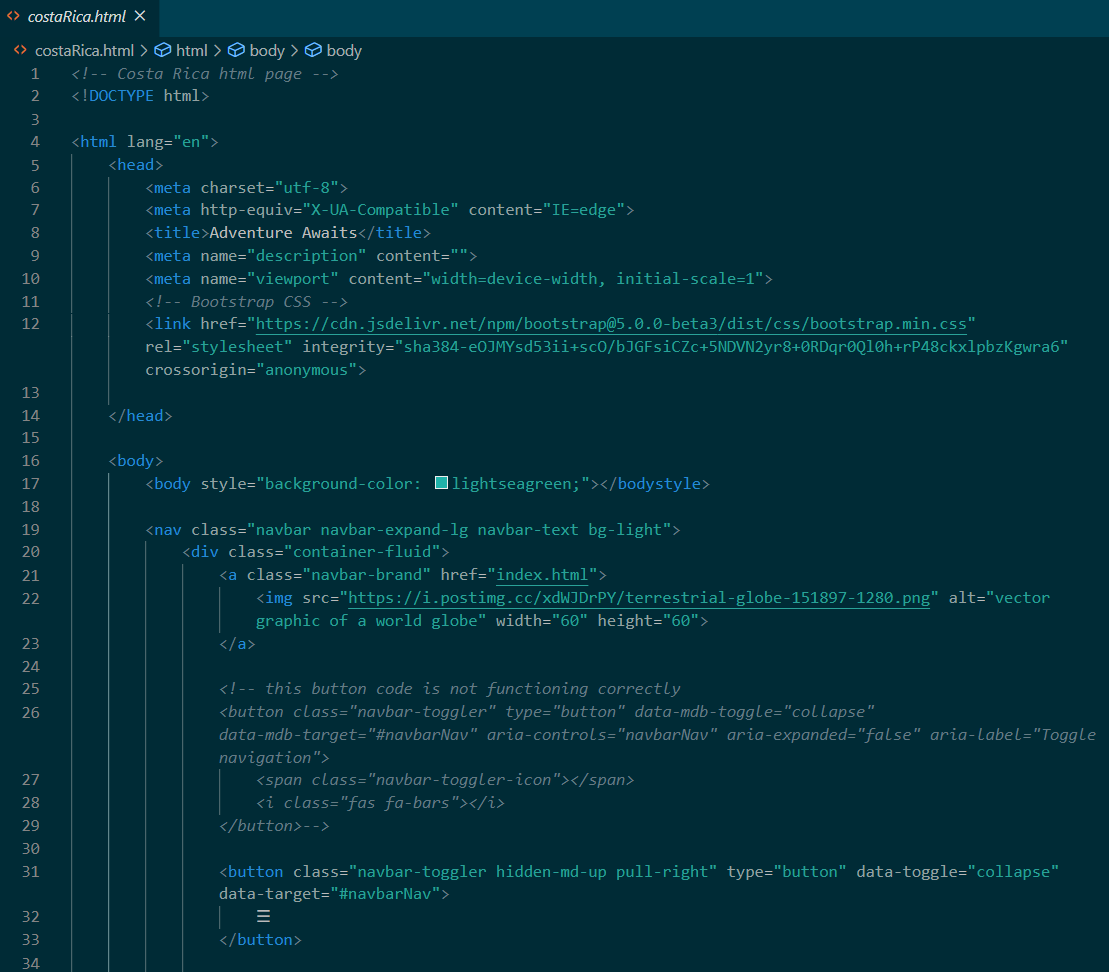 costaRica.html
costaRica.html > html > body > body
1 <!-- Costa Rica html page -->
2 <!DOCTYPE html>
3
4 <html lang="en">
5 <head>
6 <meta charset="utf-8">
7 <meta http-equiv="X-UA-Compatible" content="IE=edge">
8 <title>Adventure Awaits</title>
9 <meta name="description" content="">
10 <meta name="viewport" content="width=device-width, initial-scale=1">
11 <!-- Bootstrap CSS -->
12 <link href="https://cdn.jsdelivr.net/npm/bootstrap@5.0.0-beta3/dist/css/bootstrap.min.css"
rel="stylesheet" integrity="sha384-eOJMYsd53ii+scO/bJGFsiCZc+5NDVN2yr8+0RDqr0Ql0h+rP48ckxlpbzKgwra6"
crossorigin="anonymous">
13
14 </head>
15
16 <body>
17 <body style="background-color: lightseagreen;"></bodystyle>
18
19 <nav class="navbar navbar-expand-lg navbar-text bg-light">
20 <div class="container-fluid">
21 <a class="navbar-brand" href="index.html">
22 <img src="https://i.postimg.cc/xdWJDrPY/terrestrial-globe-151897-1280.png" alt="vector
graphic of a world globe" width="60" height="60">
23 </a>
24
25 <!-- this button code is not functioning correctly
26 <button class="navbar-toggler" type="button" data-mdb-toggle="collapse"
data-mdb-target="#navbarNav" aria-controls="navbarNav" aria-expanded="false" aria-label="Toggle
navigation">
27 <span class="navbar-toggler-icon"></span>
28 <i class="fas fa-bars"></i>
29 </button>-->
30
31 <button class="navbar-toggler hidden-md-up pull-right" type="button" data-toggle="collapse"
data-target="#navbarNav">
32 ☰
33 </button>
34